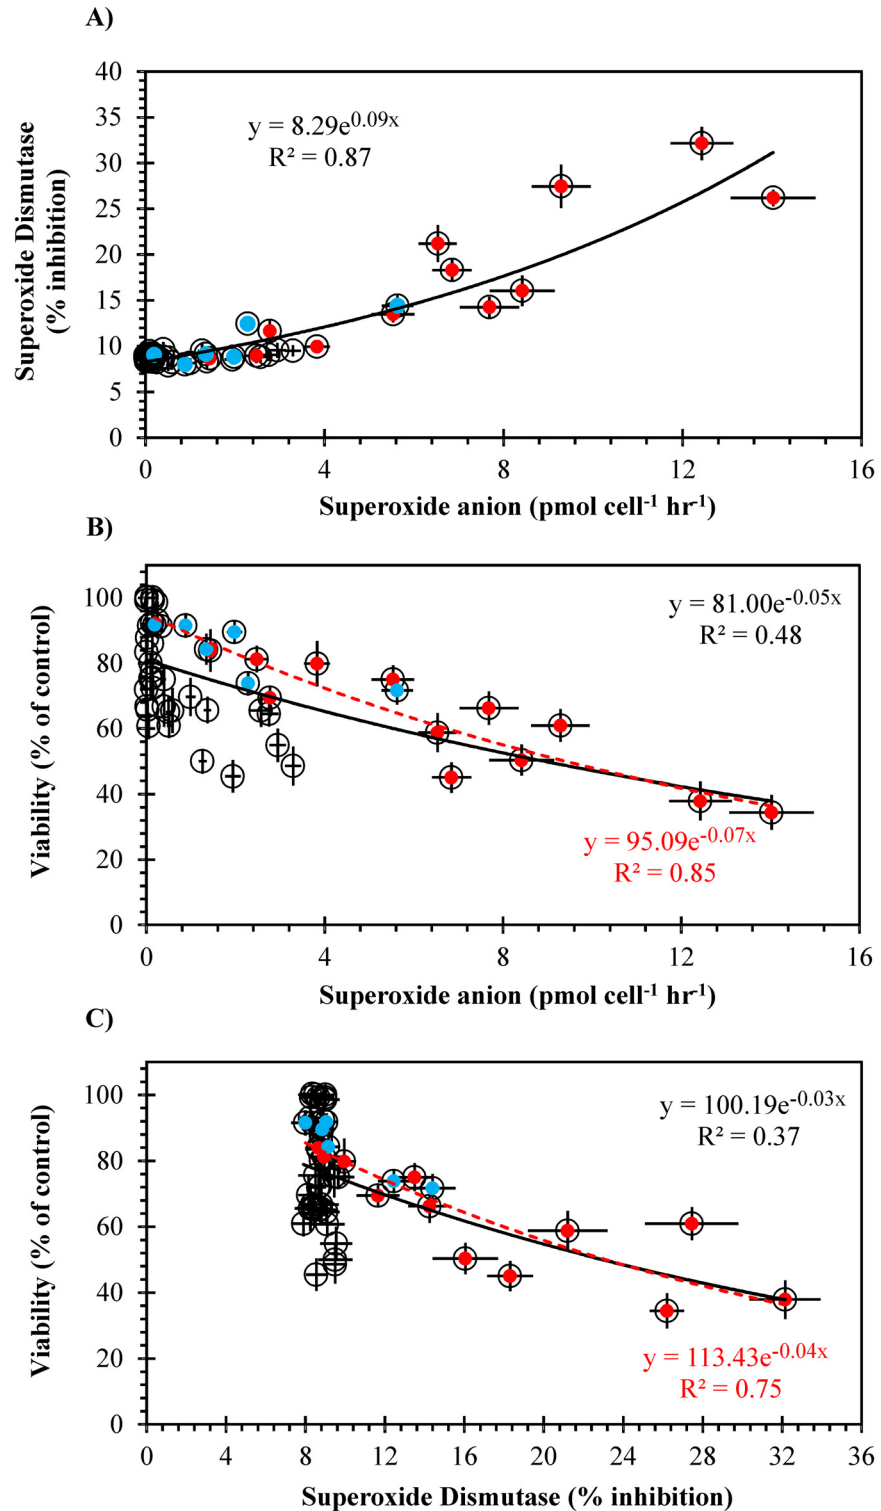 A)
Superoxide Dismutase
(% inhibition)
40
35
30
25
20
15
10
5
0
y = 8.29e^0.09x
R² = 0.87
0 4 8 12 16
Superoxide anion (pmol cell⁻¹ hr⁻¹)
B)
Viability (% of control)
100
80
60
40
20
0
y = 81.00e^-0.05x
R² = 0.48
y = 95.09e^-0.07x
R² = 0.85
0 4 8 12 16
Superoxide anion (pmol cell⁻¹ hr⁻¹)
C)
Viability (% of control)
100
80
60
40
20
0
y = 100.19e^-0.03x
R² = 0.37
y = 113.43e^-0.04x
R² = 0.75
0 4 8 12 16 20 24 28 32 36
Superoxide Dismutase (% inhibition)